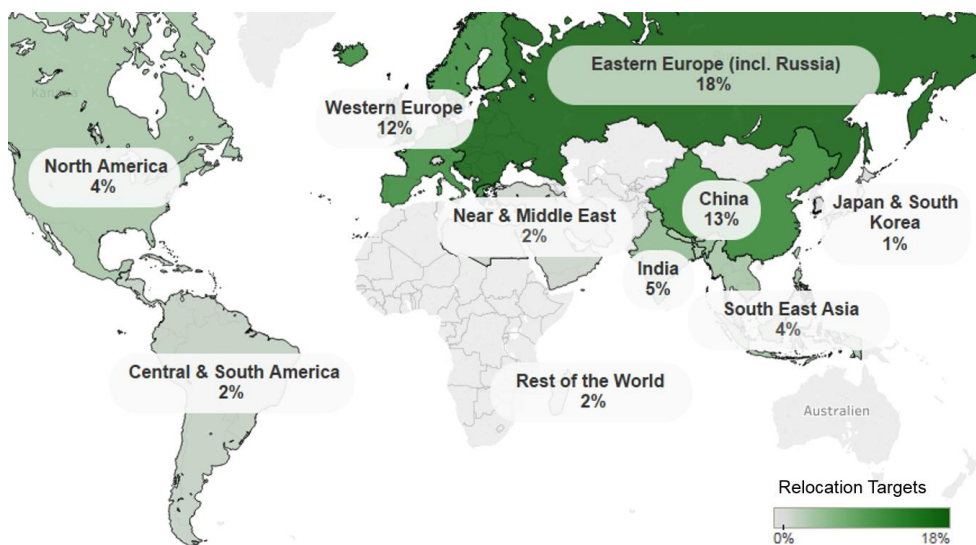 Eastern Europe (incl. Russia)
18%
Western Europe
12%
North America
4%
China
13%
Japan & South
Korea
1%
Near & Middle East
2%
India
5%
South East Asia
4%
Central & South America
2%
Rest of the World
2%
Australien
Relocation Targets
0%
18%